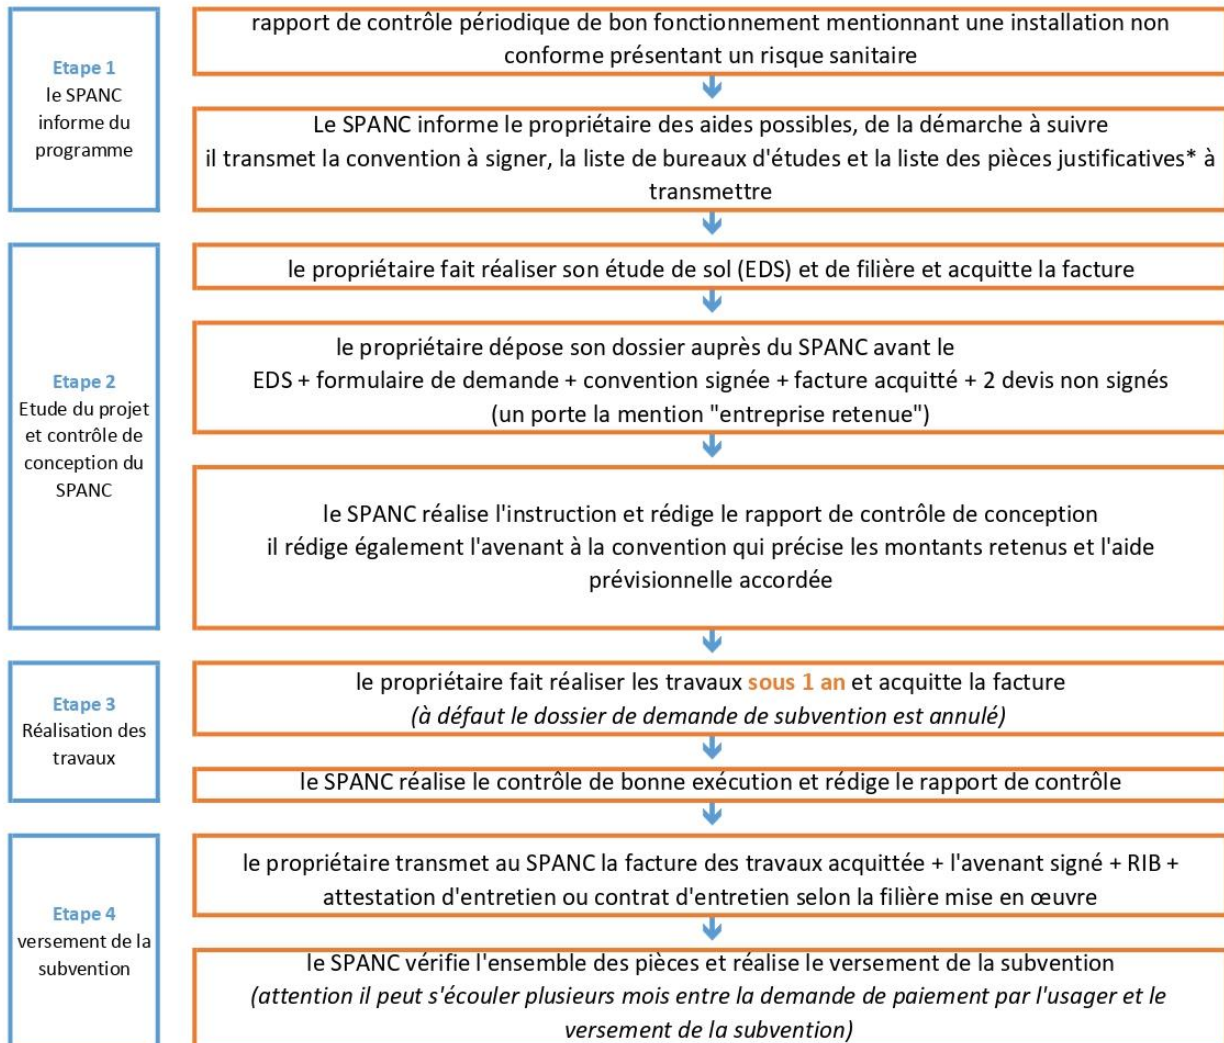 Etape 1
le SPANC
informe du
programme
rapport de contrôle périodique de bon fonctionnement mentionnant une installation non
conforme présentant un risque sanitaire
Le SPANC informe le propriétaire des aides possibles, de la démarche à suivre
il transmet la convention à signer, la liste de bureaux d'études et la liste des pièces justificatives* à
transmettre
Etape 2
Etude du projet
et contrôle de
conception du
SPANC
le propriétaire fait réaliser son étude de sol (EDS) et de filière et acquitte la facture
le propriétaire dépose son dossier auprès du SPANC avant le
EDS + formulaire de demande + convention signée + facture acquitté + 2 devis non signés
(un porte la mention "entreprise retenue")
le SPANC réalise l'instruction et rédige le rapport de contrôle de conception
il rédige également l'avenant à la convention qui précise les montants retenus et l'aide
prévisionnelle accordée
Etape 3
Réalisation des
travaux
le propriétaire fait réaliser les travaux sous 1 an et acquitte la facture
(à défaut le dossier de demande de subvention est annulé)
le SPANC réalise le contrôle de bonne exécution et rédige le rapport de contrôle
Etape 4
versement de la
subvention
le propriétaire transmet au SPANC la facture des travaux acquittée + l'avenant signé + RIB +
attestation d'entretien ou contrat d'entretien selon la filière mise en œuvre
le SPANC vérifie l'ensemble des pièces et réalise le versement de la subvention
(attention il peut s'écouler plusieurs mois entre la demande de paiement par l'usager et le
versement de la subvention)